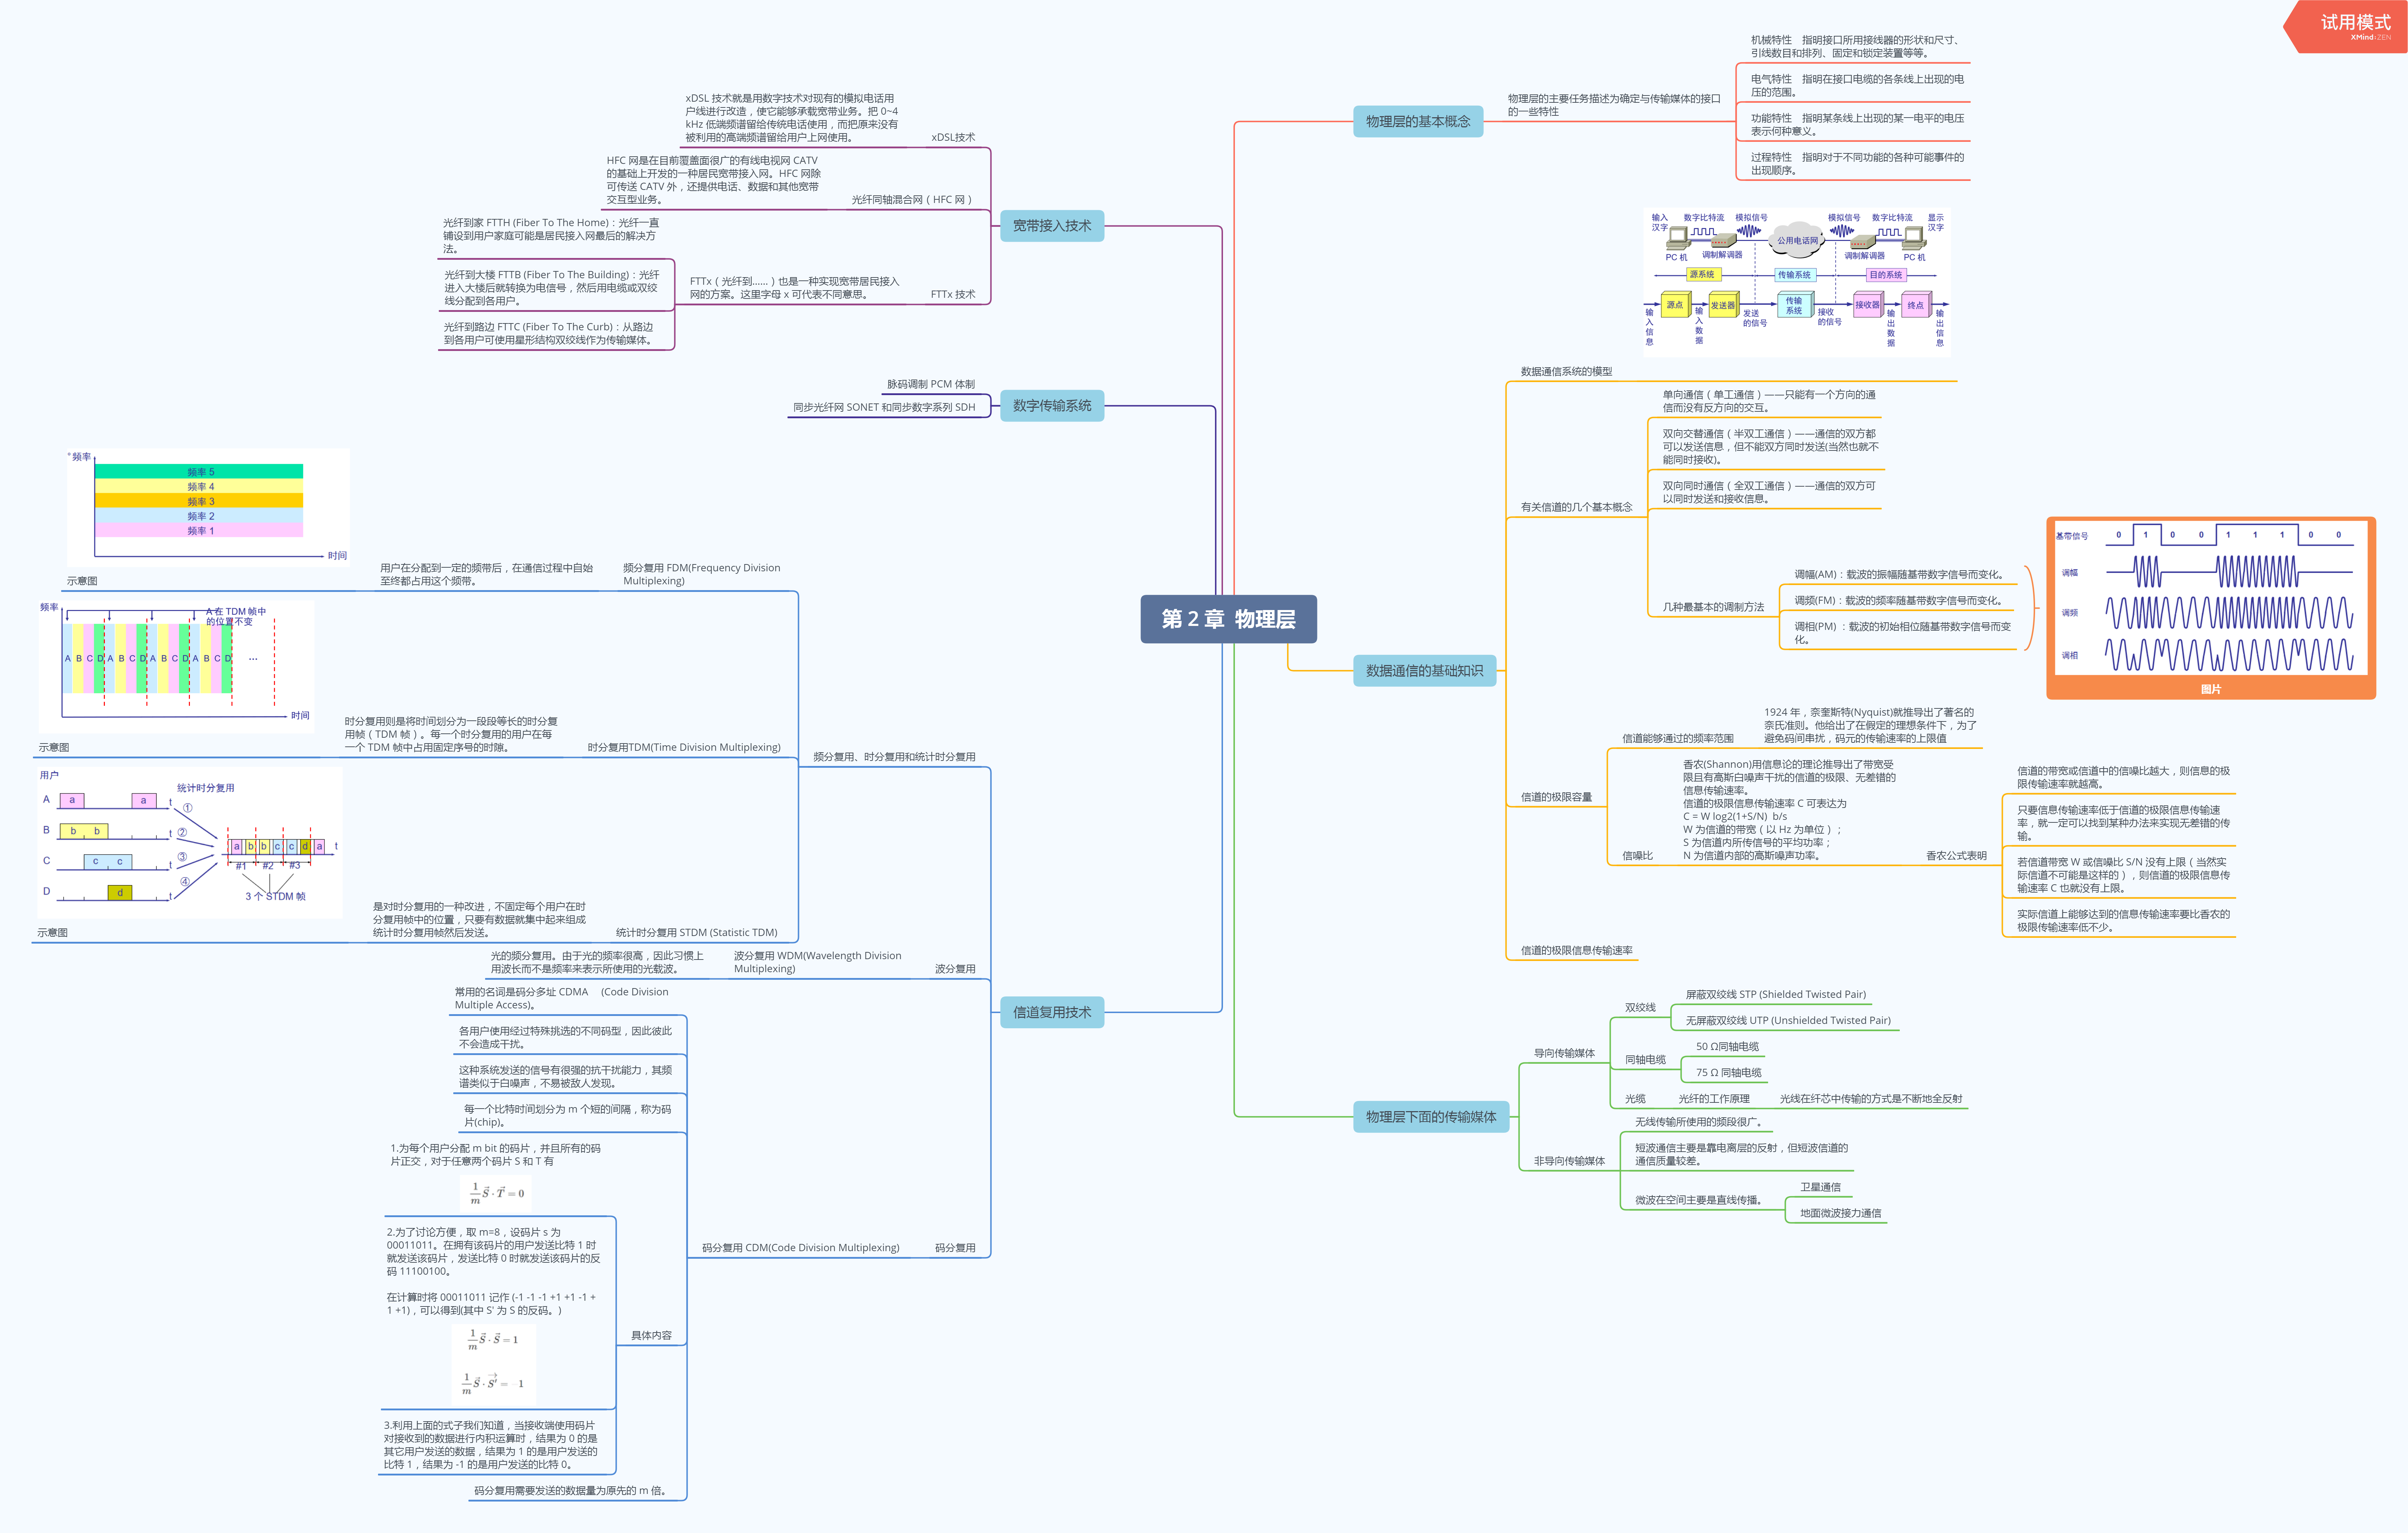 试用模式
XMind:ZEN
第 2 章  物理层
物理层的基本概念
物理层的主要任务描述为确定与传输媒体的接口
的一些特性
机械特性　指明接口所用接线器的形状和尺寸、
引线数目和排列、固定和锁定装置等等。
电气特性　指明在接口电缆的各条线上出现的电
压的范围。
功能特性　指明某条线上出现的某一电平的电压
表示何种意义。
过程特性　指明对于不同功能的各种可能事件的
出现顺序。
数据通信的基础知识
输入
汉字
数字比特流
模拟信号
模拟信号
数字比特流
显示
汉字
公用电话网
PC 机
调制解调器
调制解调器
PC 机
源系统
传输系统
目的系统
源点
发送器
传输
系统
接收器
终点
输
入
信
息
输
入
数
据
发送
的信号
接收
的信号
输
出
数
据
输
出
信
息
数据通信系统的模型
有关信道的几个基本概念
单向通信（单工通信）——只能有一个方向的通
信而没有反方向的交互。
双向交替通信（半双工通信）——通信的双方都
可以发送信息，但不能双方同时发送(当然也就不
能同时接收)。
双向同时通信（全双工通信）——通信的双方可
以同时发送和接收信息。
几种最基本的调制方法
调幅(AM)：载波的振幅随基带数字信号而变化。
调频(FM)：载波的频率随基带数字信号而变化。
调相(PM) ：载波的初始相位随基带数字信号而变
化。
基带信号
0 1 0 0 1 1 1 0 0
调幅
调频
调相
图片
信道的极限容量
信道能够通过的频率范围
1924 年，奈奎斯特(Nyquist)就推导出了著名的
奈氏准则。他给出了在假定的理想条件下，为了
避免码间串扰，码元的传输速率的上限值
信噪比
香农(Shannon)用信息论的理论推导出了带宽受
限且有高斯白噪声干扰的信道的极限、无差错的
信息传输速率。
信道的极限信息传输速率 C 可表达为
C = W log2(1+S/N)  b/s
W 为信道的带宽（以 Hz 为单位）；
S 为信道内所传信号的平均功率；
N 为信道内部的高斯噪声功率。
香农公式表明
信道的带宽或信道中的信噪比越大，则信息的极
限传输速率就越高。
只要信息传输速率低于信道的极限信息传输速
率，就一定可以找到某种办法来实现无差错的传
输。
若信道带宽 W 或信噪比 S/N 没有上限（当然实
际信道不可能是这样的），则信道的极限信息传
输速率 C 也就没有上限。
实际信道上能够达到的信息传输速率要比香农的
极限传输速率低不少。
信道的极限信息传输速率
物理层下面的传输媒体
导向传输媒体
双绞线
屏蔽双绞线 STP (Shielded Twisted Pair)
无屏蔽双绞线 UTP (Unshielded Twisted Pair)
同轴电缆
50 Ω同轴电缆
75 Ω 同轴电缆
光缆
光纤的工作原理
光线在纤芯中传输的方式是不断地全反射
非导向传输媒体
无线传输所使用的频段很广。
短波通信主要是靠电离层的反射，但短波信道的
通信质量较差。
微波在空间主要是直线传播。
卫星通信
地面微波接力通信
宽带接入技术
xDSL技术
xDSL 技术就是用数字技术对现有的模拟电话用
户线进行改造，使它能够承载宽带业务。把 0~4
kHz 低端频谱留给传统电话使用，而把原来没有
被利用的高端频谱留给用户上网使用。
光纤同轴混合网（HFC 网）
HFC 网是在目前覆盖面很广的有线电视网 CATV
的基础上开发的一种居民宽带接入网。HFC 网除
可传送 CATV 外，还提供电话、数据和其他宽带
交互型业务。
FTTx 技术
FTTx（光纤到……）也是一种实现宽带居民接入
网的方案。这里字母 x 可代表不同意思。
光纤到家 FTTH (Fiber To The Home)：光纤一直
铺设到用户家庭可能是居民接入网最后的解决方
法。
光纤到大楼 FTTB (Fiber To The Building)：光纤
进入大楼后就转换为电信号，然后用电缆或双绞
线分配到各用户。
光纤到路边 FTTC (Fiber To The Curb)：从路边
到各用户可使用星形结构双绞线作为传输媒体。
数字传输系统
脉码调制 PCM 体制
同步光纤网 SONET 和同步数字系列 SDH
信道复用技术
频分复用、时分复用和统计时分复用
频分复用 FDM(Frequency Division
Multiplexing)
用户在分配到一定的频带后，在通信过程中自始
至终都占用这个频带。
频率
频率 5
频率 4
频率 3
频率 2
频率 1
时间
示意图
时分复用TDM(Time Division Multiplexing)
时分复用则是将时间划分为一段段等长的时分复
用帧（TDM 帧）。每一个时分复用的用户在每
一个 TDM 帧中占用固定序号的时隙。
频率
A 在 TDM 帧中
的位置不变
A B C D A B C D A B C D A B C D …
时间
示意图
统计时分复用 STDM (Statistic TDM)
是对时分复用的一种改进，不固定每个用户在时
分复用帧中的位置，只要有数据就集中起来组成
统计时分复用帧然后发送。
用户
统计时分复用
A a a t ①
B b b t ②
C c c t ③
D d t ④
a b b c c d a t
#1 #2 #3
3 个 STDM 帧
示意图
波分复用
波分复用 WDM(Wavelength Division
Multiplexing)
光的频分复用。由于光的频率很高，因此习惯上
用波长而不是频率来表示所使用的光载波。
码分复用
码分复用 CDM(Code Division Multiplexing)
常用的名词是码分多址 CDMA　(Code Division
Multiple Access)。
各用户使用经过特殊挑选的不同码型，因此彼此
不会造成干扰。
这种系统发送的信号有很强的抗干扰能力，其频
谱类似于白噪声，不易被敌人发现。
每一个比特时间划分为 m 个短的间隔，称为码
片(chip)。
具体内容
1.为每个用户分配 m bit 的码片，并且所有的码
片正交，对于任意两个码片 S 和 T 有
1/m S⃗ · T⃗ = 0
2.为了讨论方便，取 m=8，设码片 s 为
00011011。在拥有该码片的用户发送比特 1 时
就发送该码片，发送比特 0 时就发送该码片的反
码 11100100。
在计算时将 00011011 记作 (-1 -1 -1 +1 +1 -1 +
1 +1)，可以得到(其中 S' 为 S 的反码。)
1/m S⃗ · S⃗ = 1
1/m S⃗ · S⃗' = −1
3.利用上面的式子我们知道，当接收端使用码片
对接收到的数据进行内积运算时，结果为 0 的是
其它用户发送的数据，结果为 1 的是用户发送的
比特 1，结果为 -1 的是用户发送的比特 0。
码分复用需要发送的数据量为原先的 m 倍。